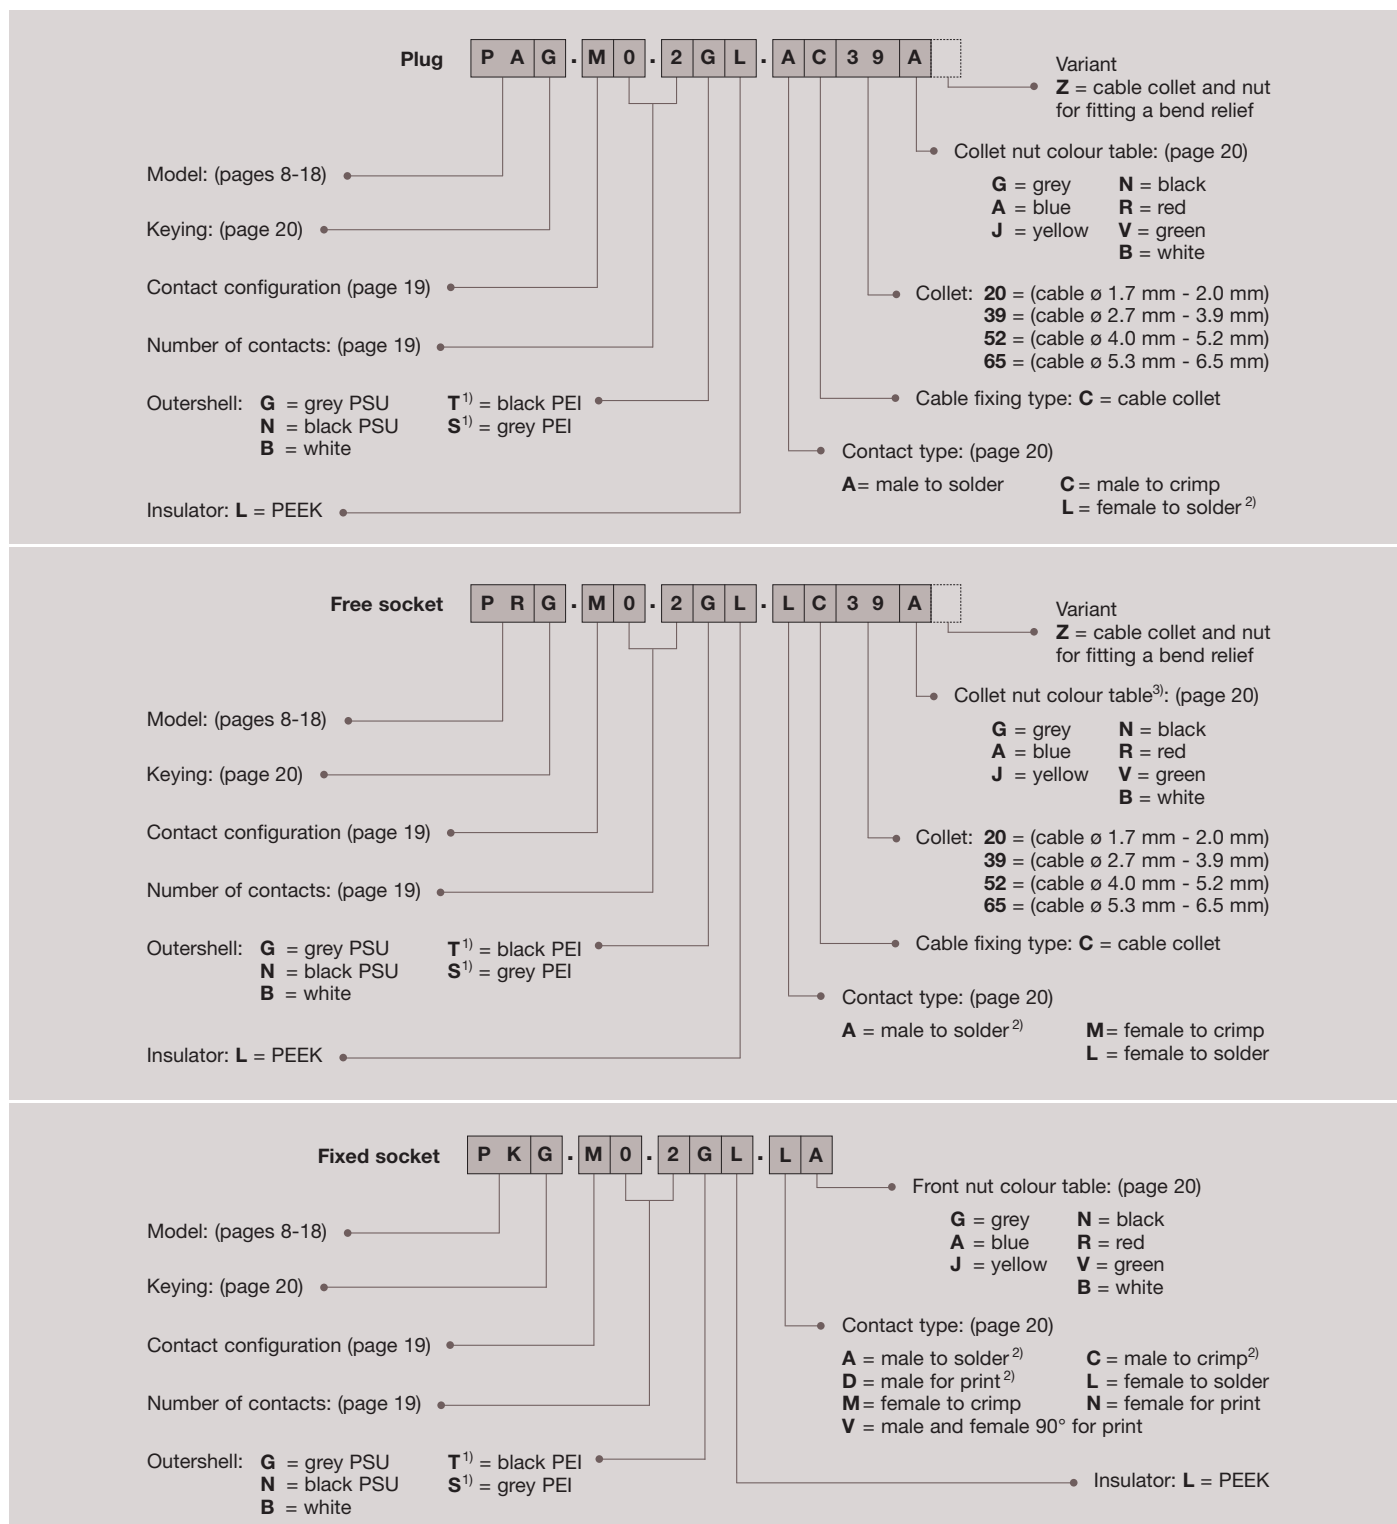 Plug P A G . M 0 . 2 G L . A C 3 9 A
Variant
Z = cable collet and nut
for fitting a bend relief
Collet nut colour table: (page 20)
G = grey N = black
A = blue R = red
J = yellow V = green
B = white
Model: (pages 8-18)
Keying: (page 20)
Contact configuration (page 19)
Collet: 20 = (cable ø 1.7 mm - 2.0 mm)
39 = (cable ø 2.7 mm - 3.9 mm)
52 = (cable ø 4.0 mm - 5.2 mm)
65 = (cable ø 5.3 mm - 6.5 mm)
Number of contacts: (page 19)
Outershell: G = grey PSU T1) = black PEI
N = black PSU S1) = grey PEI
B = white
Cable fixing type: C = cable collet
Contact type: (page 20)
A= male to solder C = male to crimp
L = female to solder 2)
Insulator: L = PEEK
Free socket P R G . M 0 . 2 G L . L C 3 9 A
Variant
Z = cable collet and nut
for fitting a bend relief
Collet nut colour table3): (page 20)
G = grey N = black
A = blue R = red
J = yellow V = green
B = white
Model: (pages 8-18)
Keying: (page 20)
Contact configuration (page 19)
Collet: 20 = (cable ø 1.7 mm - 2.0 mm)
39 = (cable ø 2.7 mm - 3.9 mm)
52 = (cable ø 4.0 mm - 5.2 mm)
65 = (cable ø 5.3 mm - 6.5 mm)
Number of contacts: (page 19)
Outershell: G = grey PSU T1) = black PEI
N = black PSU S1) = grey PEI
B = white
Cable fixing type: C = cable collet
Contact type: (page 20)
A = male to solder 2) M= female to crimp
L = female to solder
Insulator: L = PEEK
Fixed socket P K G . M 0 . 2 G L . L A
Front nut colour table: (page 20)
G = grey N = black
A = blue R = red
J = yellow V = green
B = white
Model: (pages 8-18)
Keying: (page 20)
Contact configuration (page 19)
Number of contacts: (page 19)
Contact type: (page 20)
A = male to solder 2) C = male to crimp2)
D = male for print 2) L = female to solder
M= female to crimp N = female for print
V = male and female 90° for print
Outershell: G = grey PSU T1) = black PEI
N = black PSU S1) = grey PEI
B = white
Insulator: L = PEEK